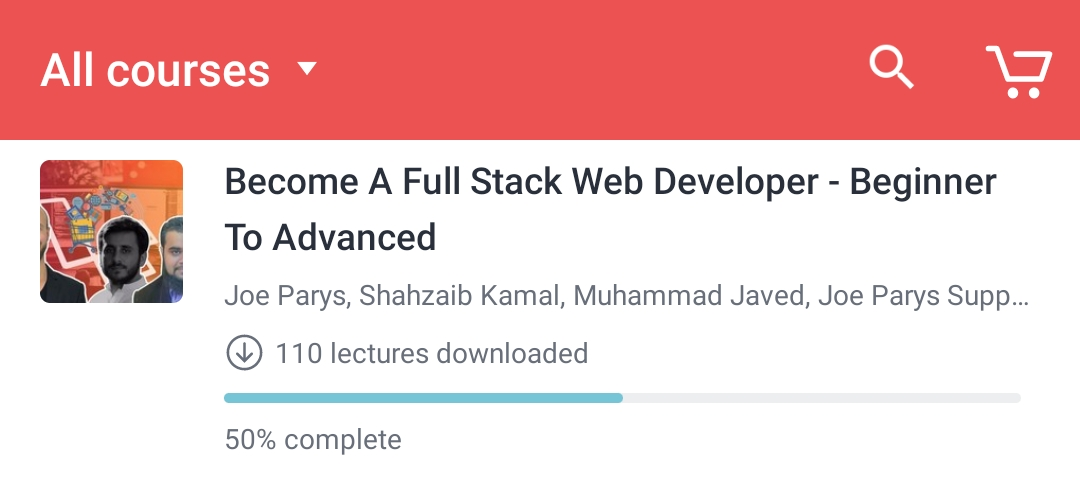 All courses
Become A Full Stack Web Developer - Beginner
To Advanced
Joe Parys, Shahzaib Kamal, Muhammad Javed, Joe Parys Supp...
110 lectures downloaded
50% complete